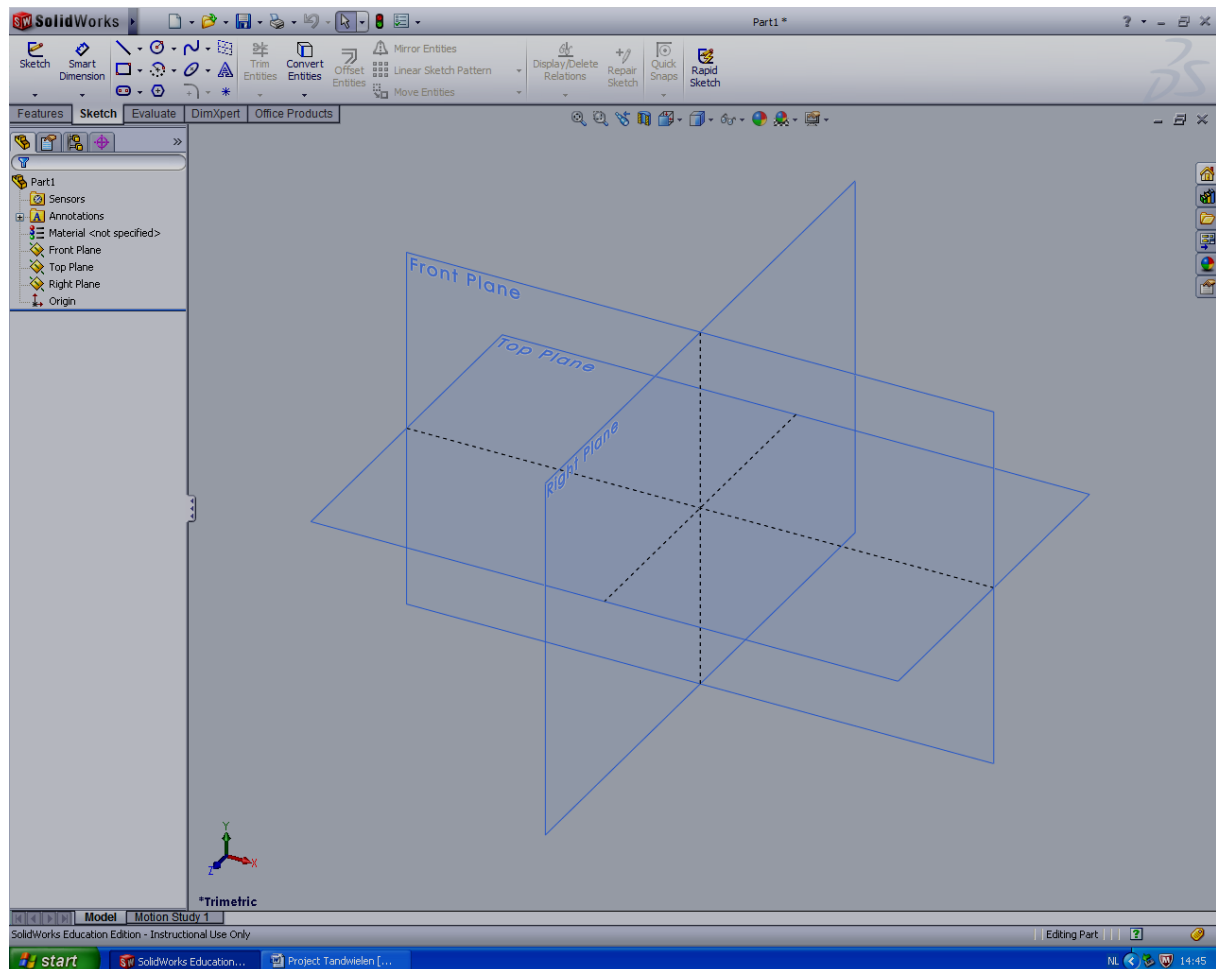 SolidWorks
Part1 *
Sketch
Smart Dimension
Trim Entities
Convert Entities
Offset Entities
Mirror Entities
Linear Sketch Pattern
Move Entities
Display/Delete Relations
Repair Sketch
Quick Snaps
Rapid Sketch
Features Sketch Evaluate DimXpert Office Products
Part1
Sensors
Annotations
Material <not specified>
Front Plane
Top Plane
Right Plane
Origin
Front Plane
Top Plane
Right Plane
Y
X
Z
*Trimetric
Model Motion Study 1
SolidWorks Education Edition - Instructional Use Only
Editing Part
start
SolidWorks Education...
Project Tandwielen [...
NL
14:45